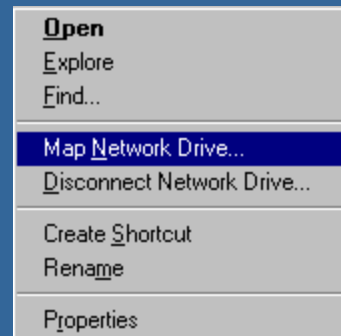 Open
Explore
Find...
Map Network Drive...
Disconnect Network Drive...
Create Shortcut
Rename
Properties